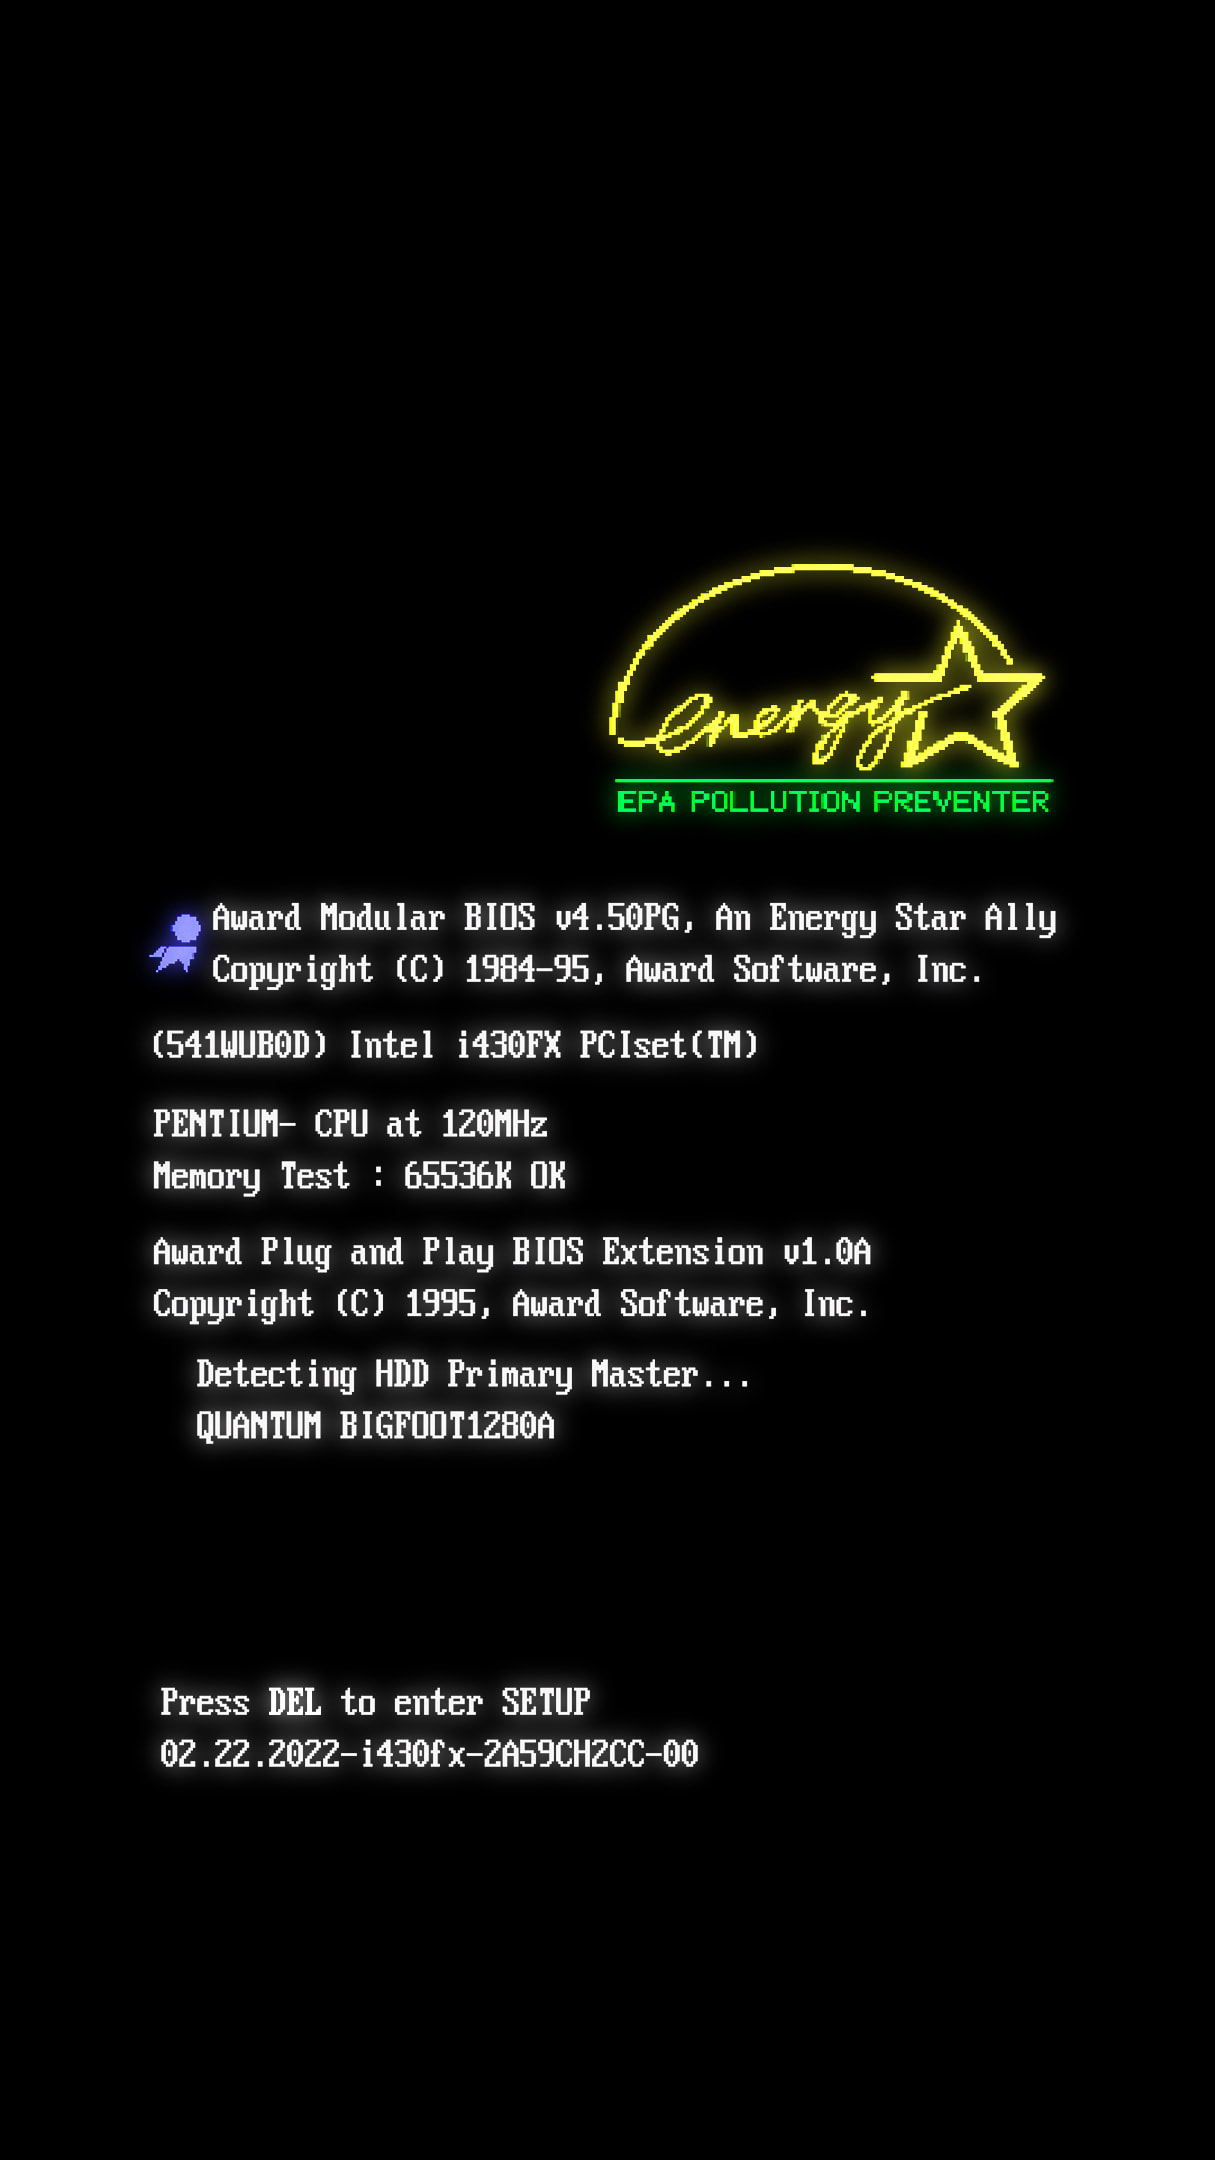 energy
EPA POLLUTION PREVENTER
Award Modular BIOS v4.50PG, An Energy Star Ally
Copyright (C) 1984-95, Award Software, Inc.
(541WUB0D) Intel i430FX PCIset(TM)
PENTIUM- CPU at 120MHz
Memory Test : 65536K OK
Award Plug and Play BIOS Extension v1.0A
Copyright (C) 1995, Award Software, Inc.
Detecting HDD Primary Master...
QUANTUM BIGFOOT1280A
Press DEL to enter SETUP
02.22.2022-i430fx-2A59CH2CC-00